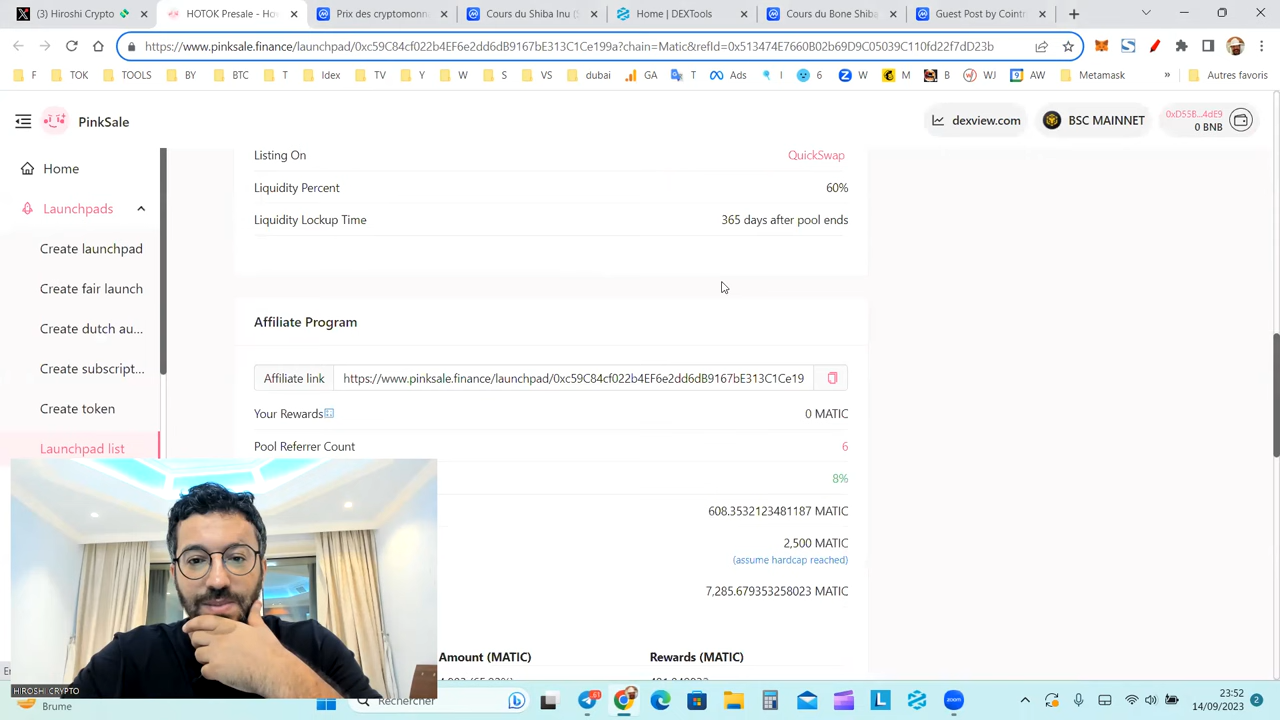 Hiroshi Crypto
HOTOK Presale - Ho
Prix des cryptomonn
Cours du Shiba Inu (
Home | DEXTools
Cours du Bone Shiba
Guest Post by Cointr
https://www.pinksale.finance/launchpad/0xc59C84cf022b4EF6e2dd6dB9167bE313C1Ce199a?chain=Matic&refId=0x513474E7660B02b69D9C05039C110fd22f7dD23b
F TOK TOOLS BY BTC T Idex TV Y W S VS dubai GA T Ads I 6 W M B WJ AW Metamask » Autres favoris
PinkSale
dexview.com
BSC MAINNET
0xD55B...4dE9
0 BNB
Home
Launchpads
Create launchpad
Create fair launch
Create dutch au...
Create subscript...
Create token
Launchpad list
Listing On QuickSwap
Liquidity Percent 60%
Liquidity Lockup Time 365 days after pool ends
Affiliate Program
Affiliate link https://www.pinksale.finance/launchpad/0xc59C84cf022b4EF6e2dd6dB9167bE313C1Ce19
Your Rewards 0 MATIC
Pool Referrer Count 6
8%
608.3532123481187 MATIC
2,500 MATIC
(assume hardcap reached)
7,285.679353258023 MATIC
Amount (MATIC) Rewards (MATIC)
HIROSHI CRYPTO
Brume
Rechercher
23:52
14/09/2023